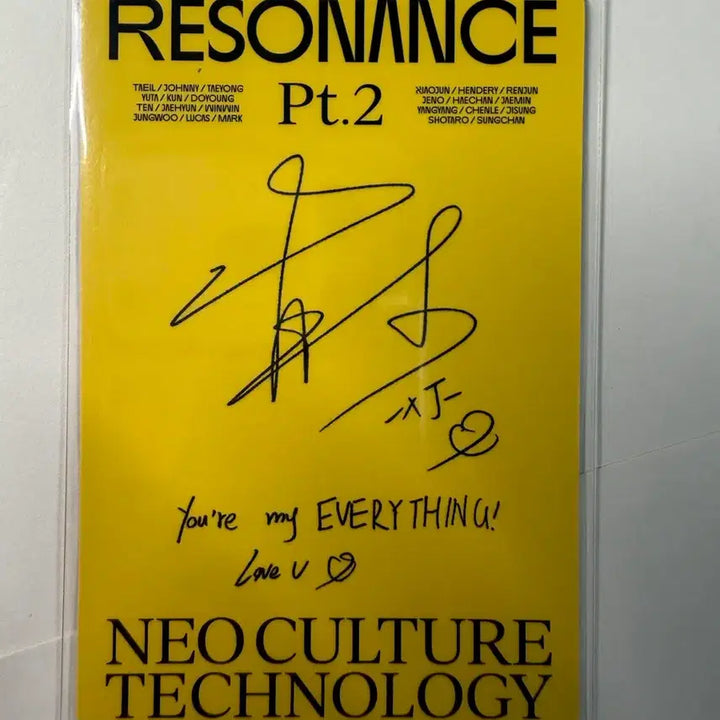 RESONANCE
Pt.2
TAEIL / JOHNNY / TAEYONG
YUTA / KUN / DOYOUNG
TEN / JAEHYUN / WINWIN
JUNGWOO / LUCAS / MARK
XIAOJUN / HENDERY / RENJUN
JENO / HAECHAN / JAEMIN
YANGYANG / CHENLE / JISUNG
SHOTARO / SUNGCHAN
-XJ-
You're my EVERYTHING!
Love U
NEO CULTURE
TECHNOLOGY